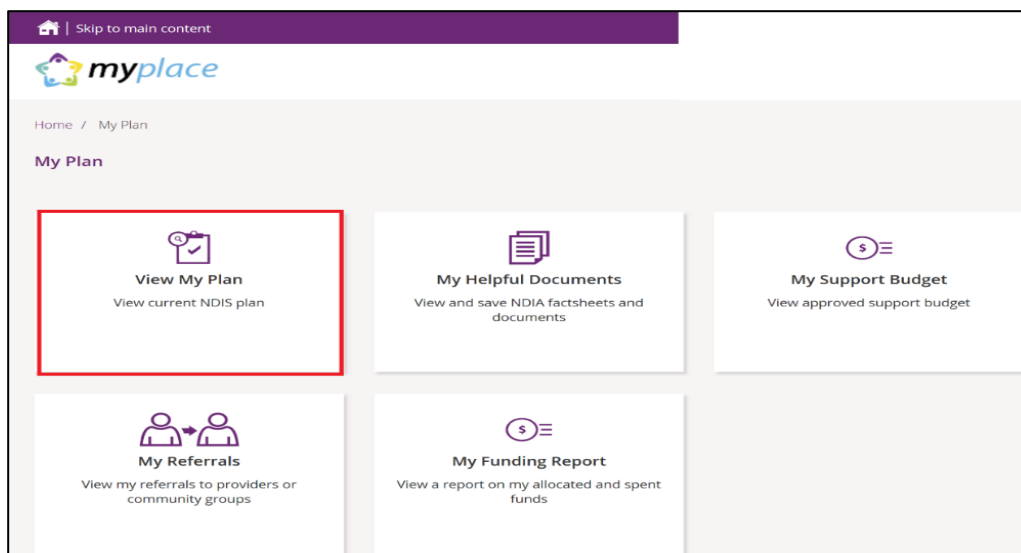 | Skip to main content
myplace
Home / My Plan
My Plan
View My Plan
View current NDIS plan
My Helpful Documents
View and save NDIA factsheets and
documents
My Support Budget
View approved support budget
My Referrals
View my referrals to providers or
community groups
My Funding Report
View a report on my allocated and spent
funds